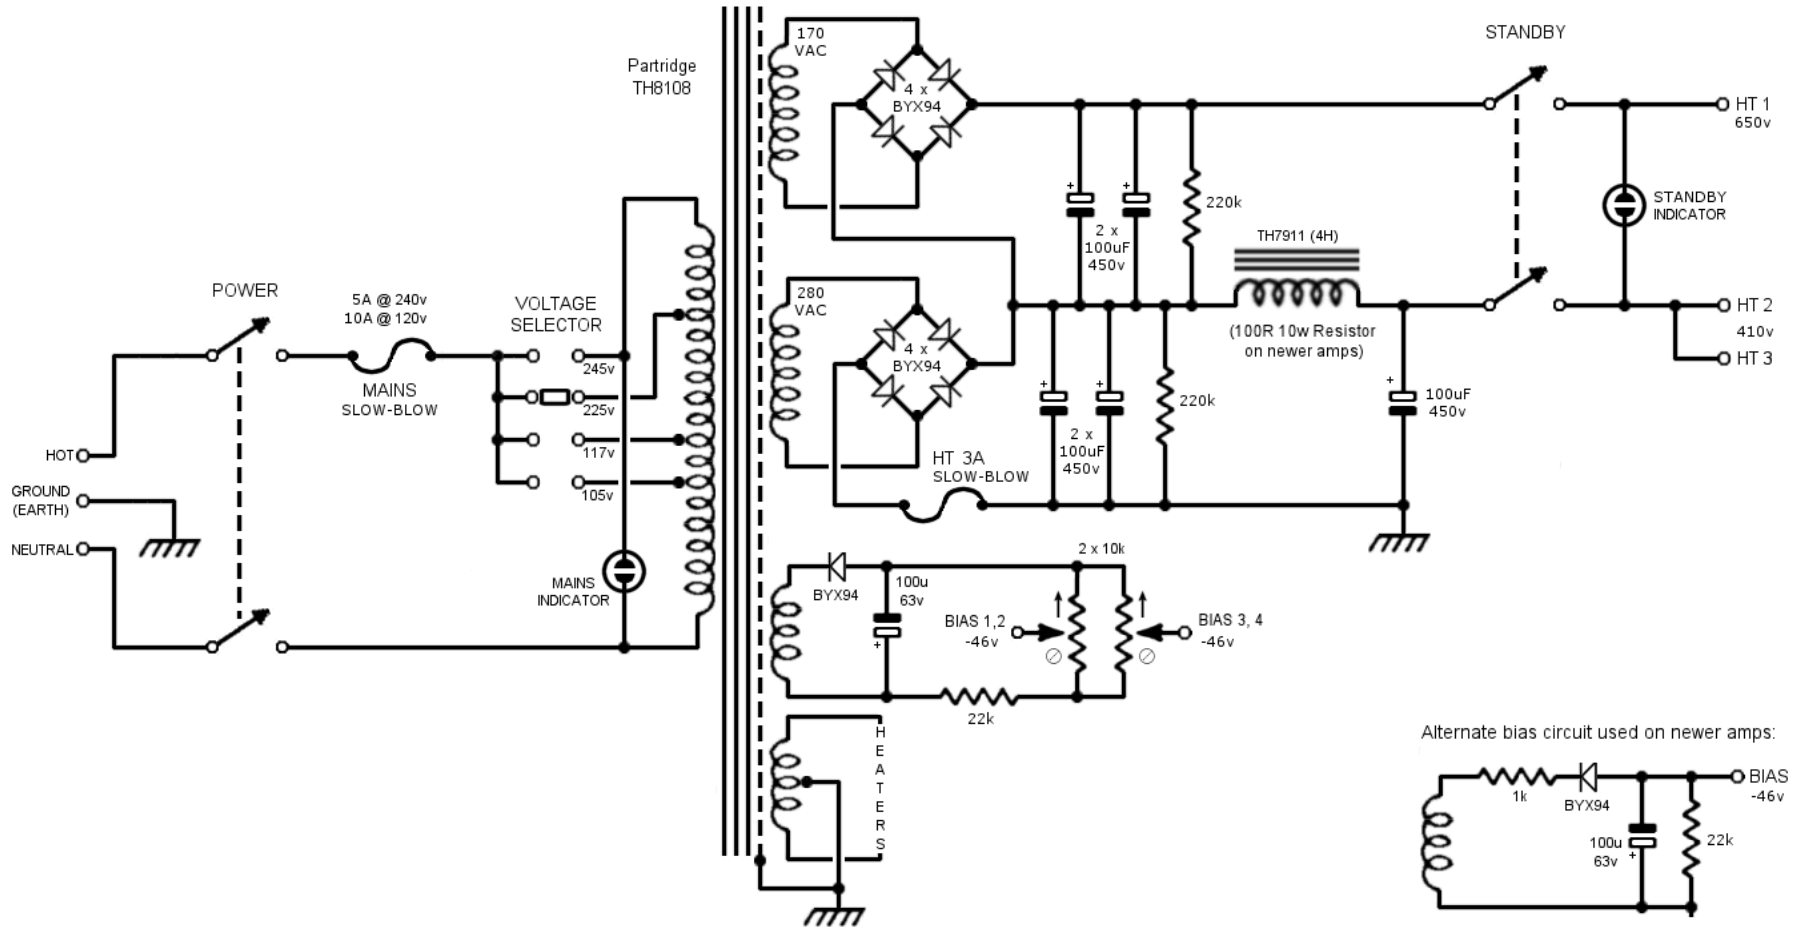 170
VAC
Partridge
TH8108
4 x
BYX94
STANDBY
HT 1
650v
220k
2 x
100uF
450v
TH7911 (4H)
STANDBY
INDICATOR
POWER
5A @ 240v
10A @ 120v
MAINS
SLOW-BLOW
VOLTAGE
SELECTOR
245v
225v
117v
105v
280
VAC
4 x
BYX94
(100R 10w Resistor
on newer amps)
HT 2
410v
HT 3
220k
2 x
100uF
450v
100uF
450v
HT 3A
SLOW-BLOW
HOT
GROUND
(EARTH)
NEUTRAL
MAINS
INDICATOR
BYX94
100u
63v
2 x 10k
BIAS 1,2
-46v
BIAS 3, 4
-46v
22k
HEATERS
Alternate bias circuit used on newer amps:
1k
BYX94
BIAS
-46v
100u
63v
22k